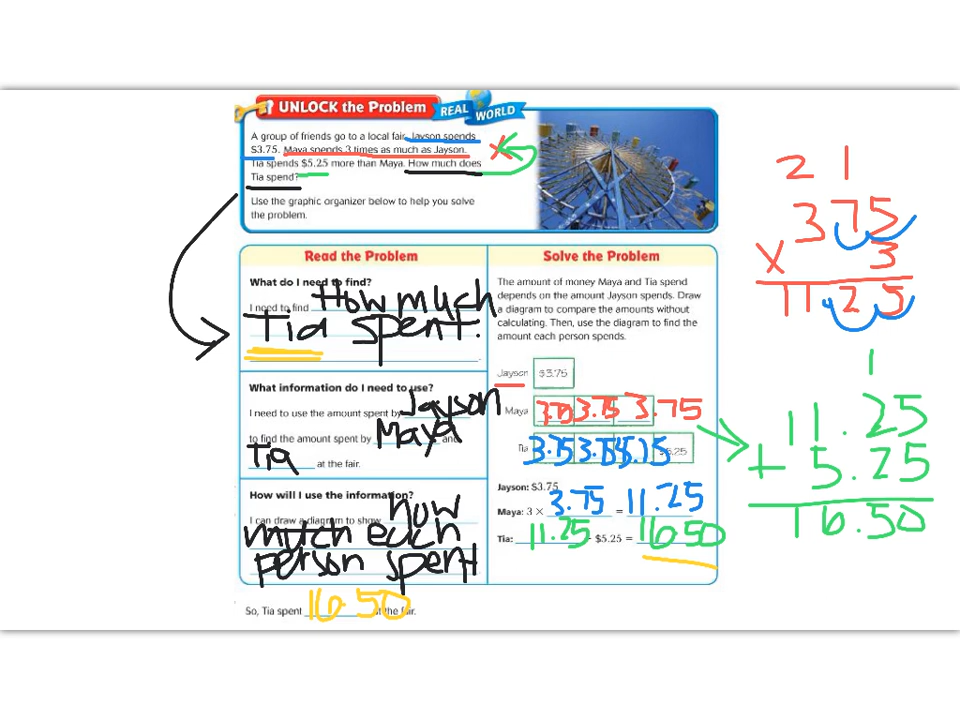 UNLOCK the Problem REAL WORLD
A group of friends go to a local fair. Jayson spends
$3.75. Maya spends 3 times as much as Jayson.
Tia spends $5.25 more than Maya. How much does
Tia spend?
Use the graphic organizer below to help you solve
the problem.
Read the Problem
What do I need to find?
I need to find How much
Tia spent.
What information do I need to use?
I need to use the amount spent by Jayson
to find the amount spent by Maya and
Tia at the fair.
How will I use the information?
I can draw a diagram to show how
much each
person spent
Solve the Problem
The amount of money Maya and Tia spend
depends on the amount Jayson spends. Draw
a diagram to compare the amounts without
calculating. Then, use the diagram to find the
amount each person spends.
Jayson $3.75
Maya 3.75 3.75 3.75
Tia 3.75 3.75 $5.25
Jayson: $3.75
Maya: 3 × 3.75 = 11.25
Tia: 11.25 $5.25 = 16.50
So, Tia spent 16.50 at the fair.
2 1
375
x 3
1125
1
11.25
+ 5.25
16.50